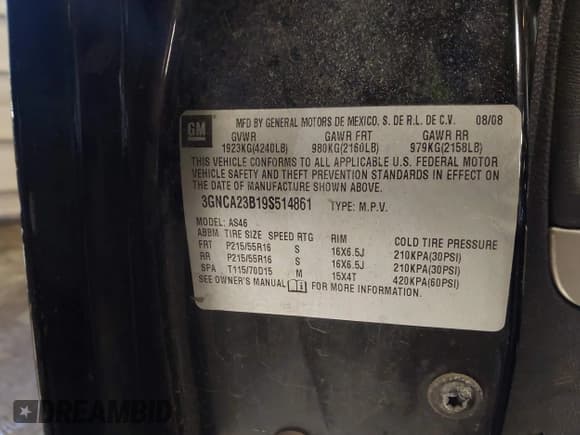 GM
MFD BY GENERAL MOTORS DE MEXICO, S. DE R.L. DE C.V. 08/08
GVWR GAWR FRT GAWR RR
1923KG(4240LB) 980KG(2160LB) 979KG(2158LB)
THIS VEHICLE CONFORMS TO ALL APPLICABLE U.S. FEDERAL MOTOR
VEHICLE SAFETY AND THEFT PREVENTION STANDARDS IN EFFECT ON
THE DATE OF MANUFACTURE SHOWN ABOVE.
3GNCA23B19S514861 TYPE: M.P.V.
MODEL: AS46
ABBM TIRE SIZE SPEED RTG RIM COLD TIRE PRESSURE
FRT P215/55R16 S 16X6.5J 210KPA(30PSI)
RR P215/55R16 S 16X6.5J 210KPA(30PSI)
SPA T115/70D15 M 15X4T 420KPA(60PSI)
SEE OWNER'S MANUAL FOR MORE INFORMATION.
DREAMBID